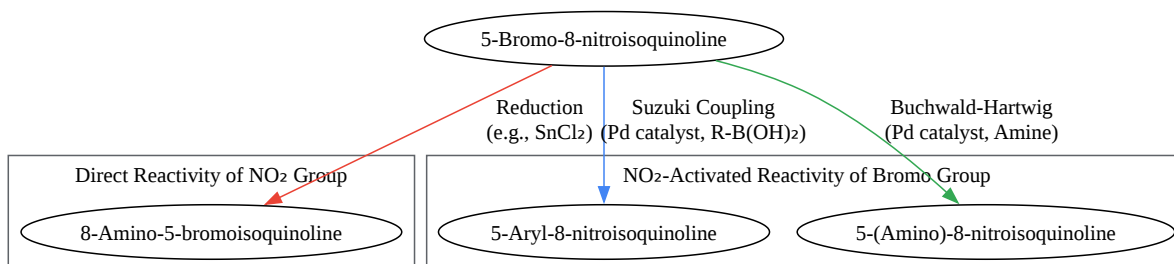 5-Bromo-8-nitroisoquinoline
Reduction
(e.g., SnCl₂)
Suzuki Coupling
(Pd catalyst, R-B(OH)₂)
Buchwald-Hartwig
(Pd catalyst, Amine)
Direct Reactivity of NO₂ Group
NO₂-Activated Reactivity of Bromo Group
8-Amino-5-bromoisoquinoline
5-Aryl-8-nitroisoquinoline
5-(Amino)-8-nitroisoquinoline